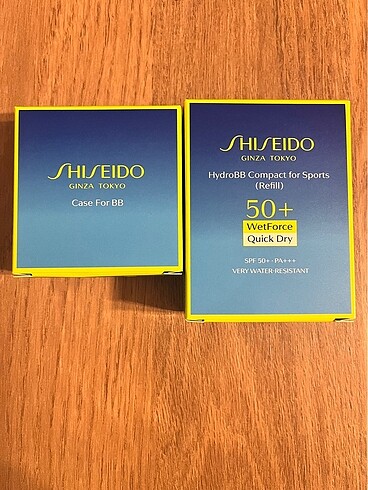 SHISEIDO
GINZA TOKYO
Case For BB
SHISEIDO
GINZA TOKYO
HydroBB Compact for Sports
(Refill)
50+
WetForce
Quick Dry
SPF 50+・PA+++
VERY WATER-RESISTANT